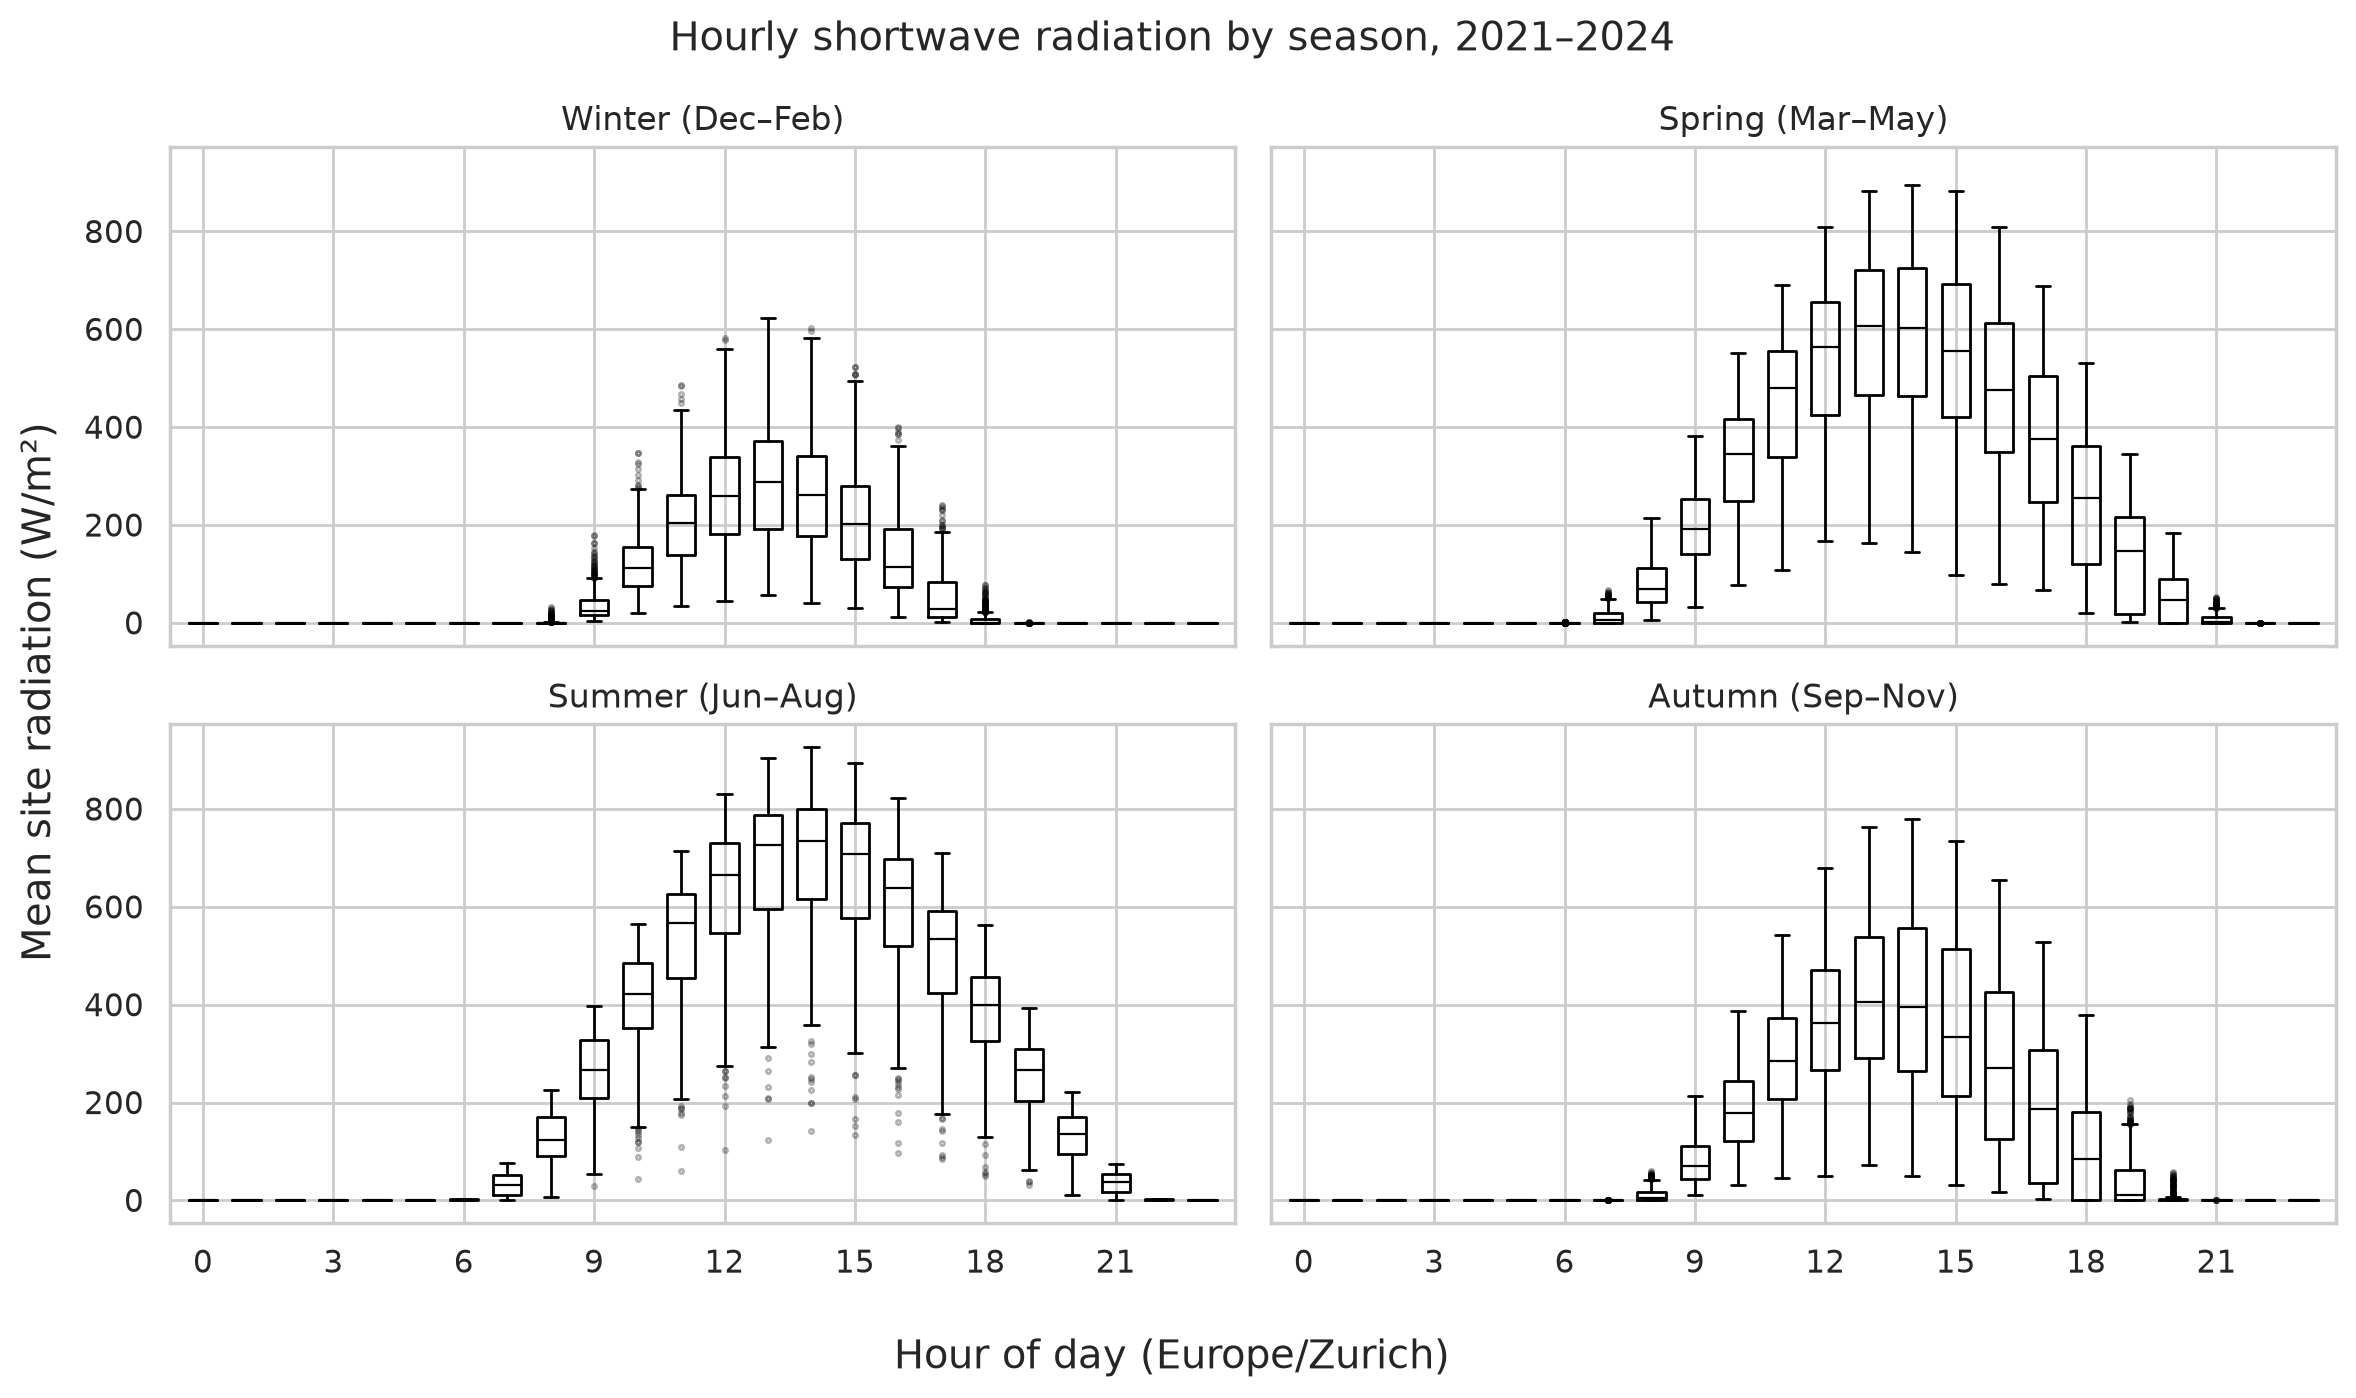 Hourly shortwave radiation by season, 2021–2024
Winter (Dec–Feb)
Spring (Mar–May)
800
600
400
200
0
Summer (Jun–Aug)
Autumn (Sep–Nov)
800
600
400
200
0
0 3 6 9 12 15 18 21
0 3 6 9 12 15 18 21
Mean site radiation (W/m²)
Hour of day (Europe/Zurich)